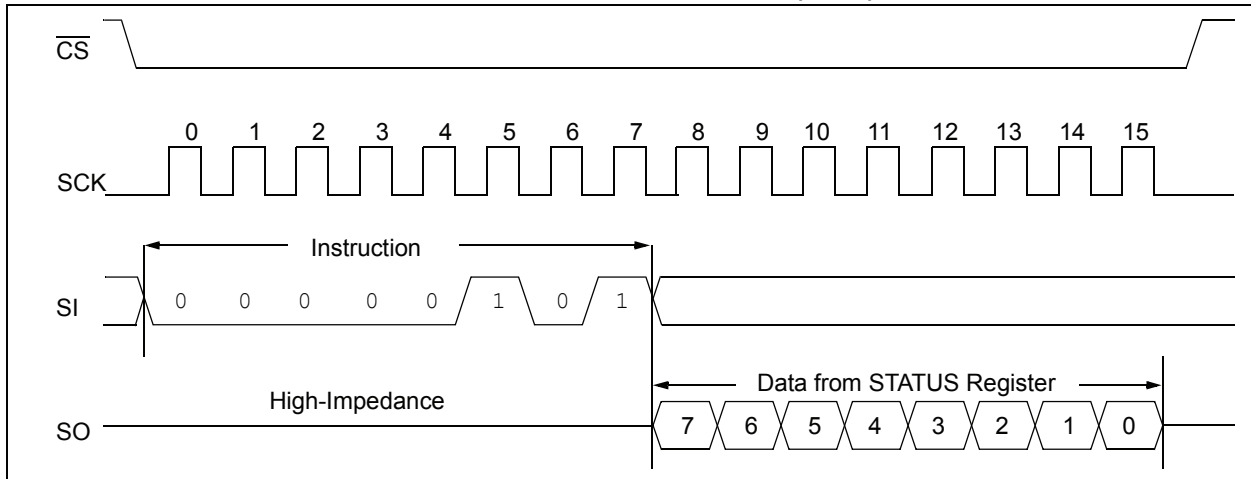 CS
0 1 2 3 4 5 6 7 8 9 10 11 12 13 14 15
SCK
Instruction
SI 0 0 0 0 0 1 0 1
Data from STATUS Register
High-Impedance
SO 7 6 5 4 3 2 1 0